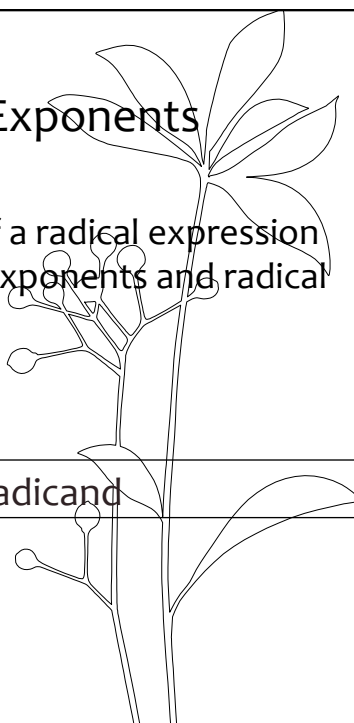 Exponents
f a radical expression
xponents and radical
adicand